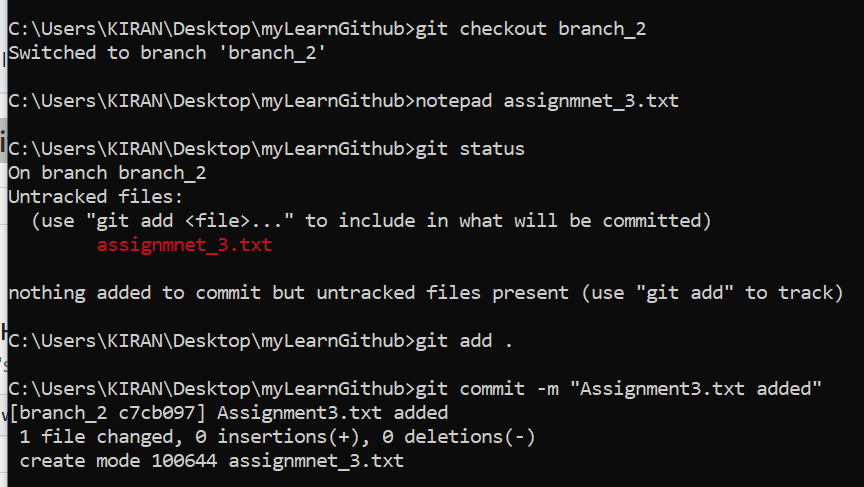 C:\Users\KIRAN\Desktop\myLearnGithub>git checkout branch_2
Switched to branch 'branch_2'
C:\Users\KIRAN\Desktop\myLearnGithub>notepad assignmnet_3.txt
C:\Users\KIRAN\Desktop\myLearnGithub>git status
On branch branch_2
Untracked files:
  (use "git add <file>..." to include in what will be committed)
        assignmnet_3.txt
nothing added to commit but untracked files present (use "git add" to track)
C:\Users\KIRAN\Desktop\myLearnGithub>git add .
C:\Users\KIRAN\Desktop\myLearnGithub>git commit -m "Assignment3.txt added"
[branch_2 c7cb097] Assignment3.txt added
 1 file changed, 0 insertions(+), 0 deletions(-)
 create mode 100644 assignmnet_3.txt